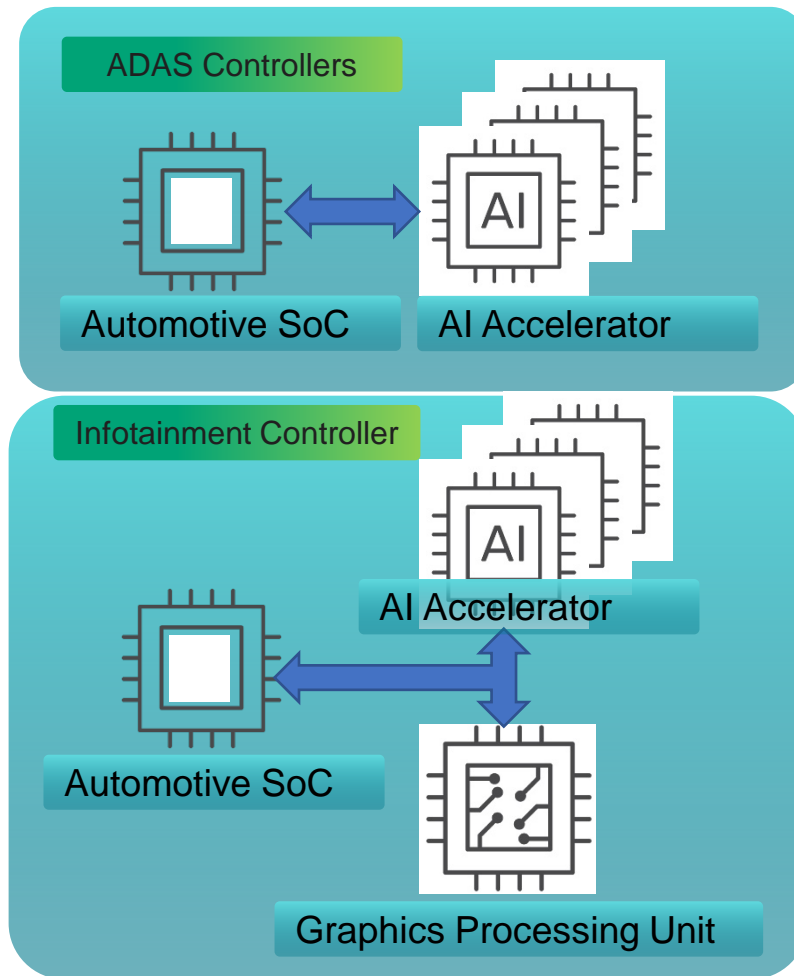 ADAS Controllers
AI
Automotive SoC
AI Accelerator
Infotainment Controller
AI
AI Accelerator
Automotive SoC
Graphics Processing Unit